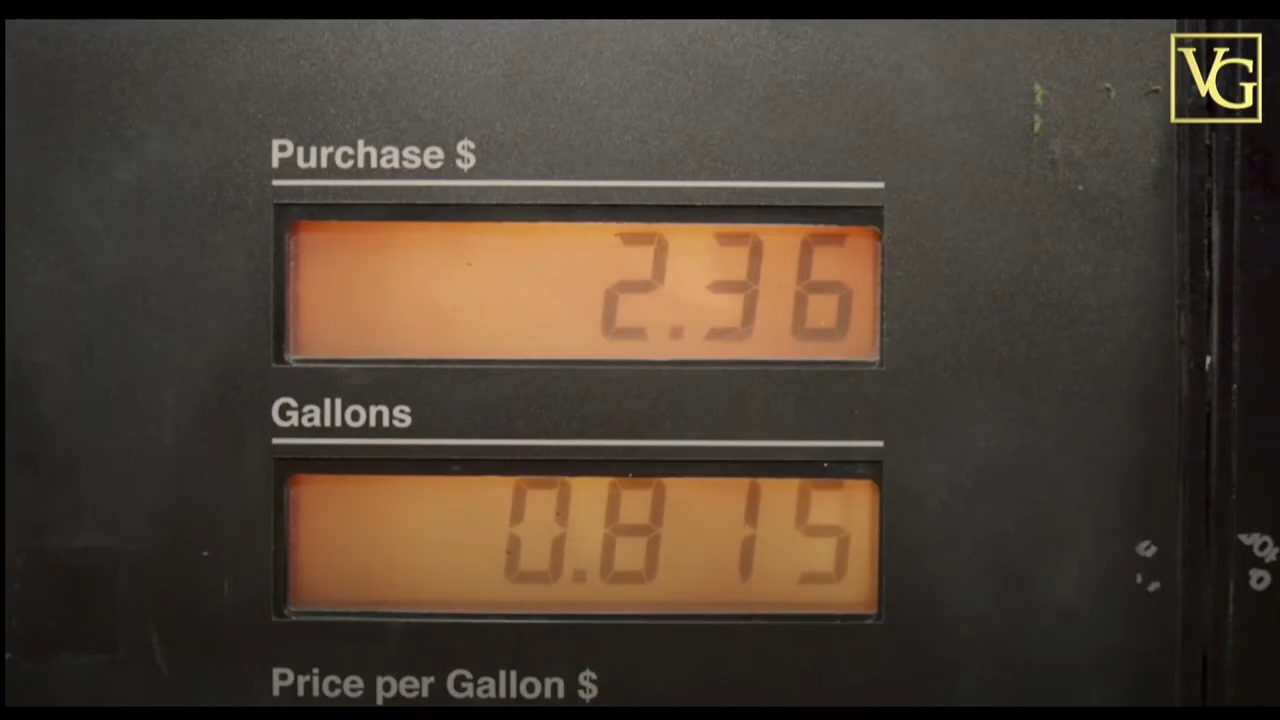 VG
Purchase $
2.36
Gallons
0.815
Price per Gallon $